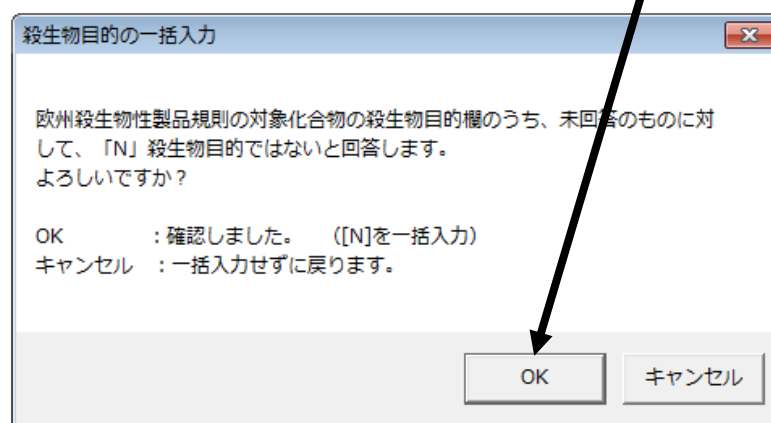 殺生物目的の一括入力
欧州殺生物性製品規則の対象化合物の殺生物目的欄のうち、未回答のものに対
して、「N」殺生物目的ではないと回答します。
よろしいですか？
OK　　　　：確認しました。　（[N]を一括入力）
キャンセル　：一括入力せずに戻ります。
OK　キャンセル